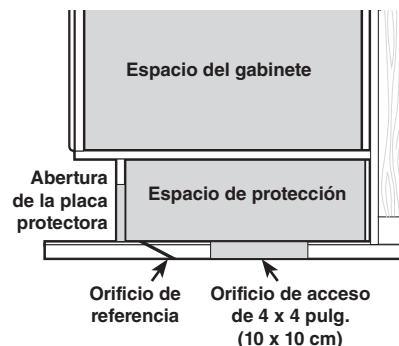 Espacio del gabinete
Abertura
de la placa
protectora
Espacio de protección
Orificio de
referencia
Orificio de acceso
de 4 x 4 pulg.
(10 x 10 cm)